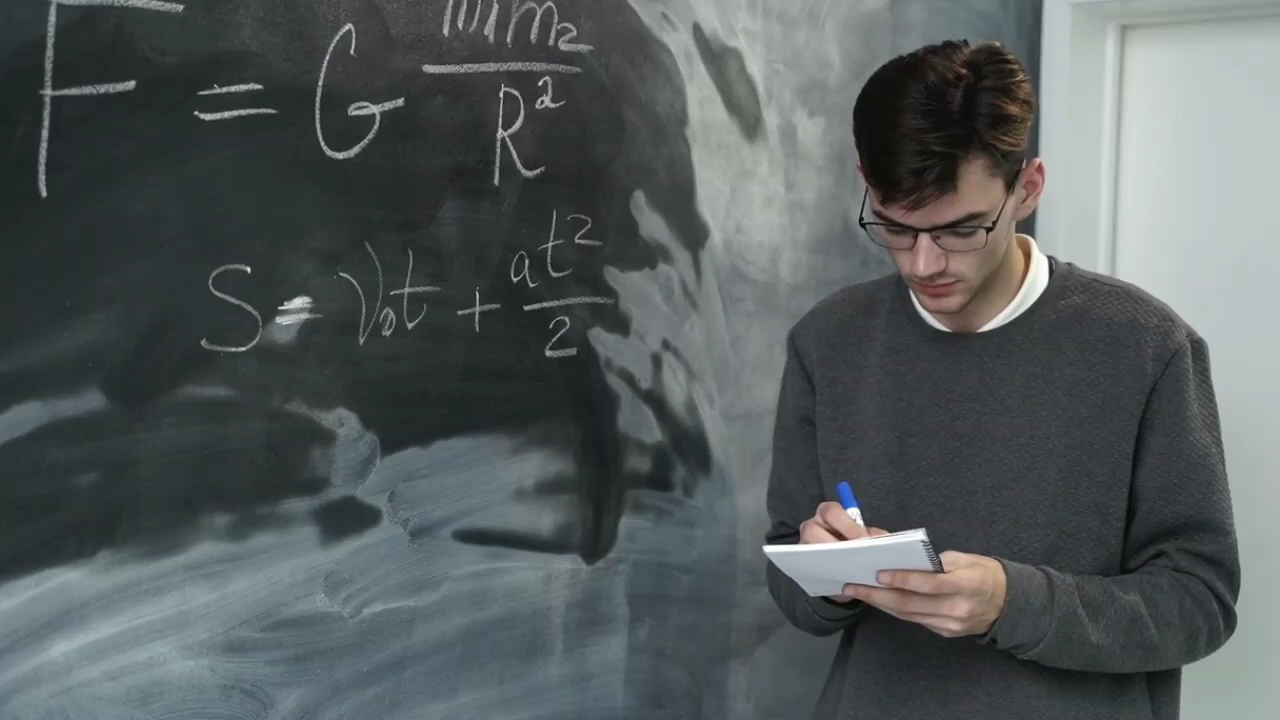 F = G m₁m₂/R²
S = V₀t + at²/2